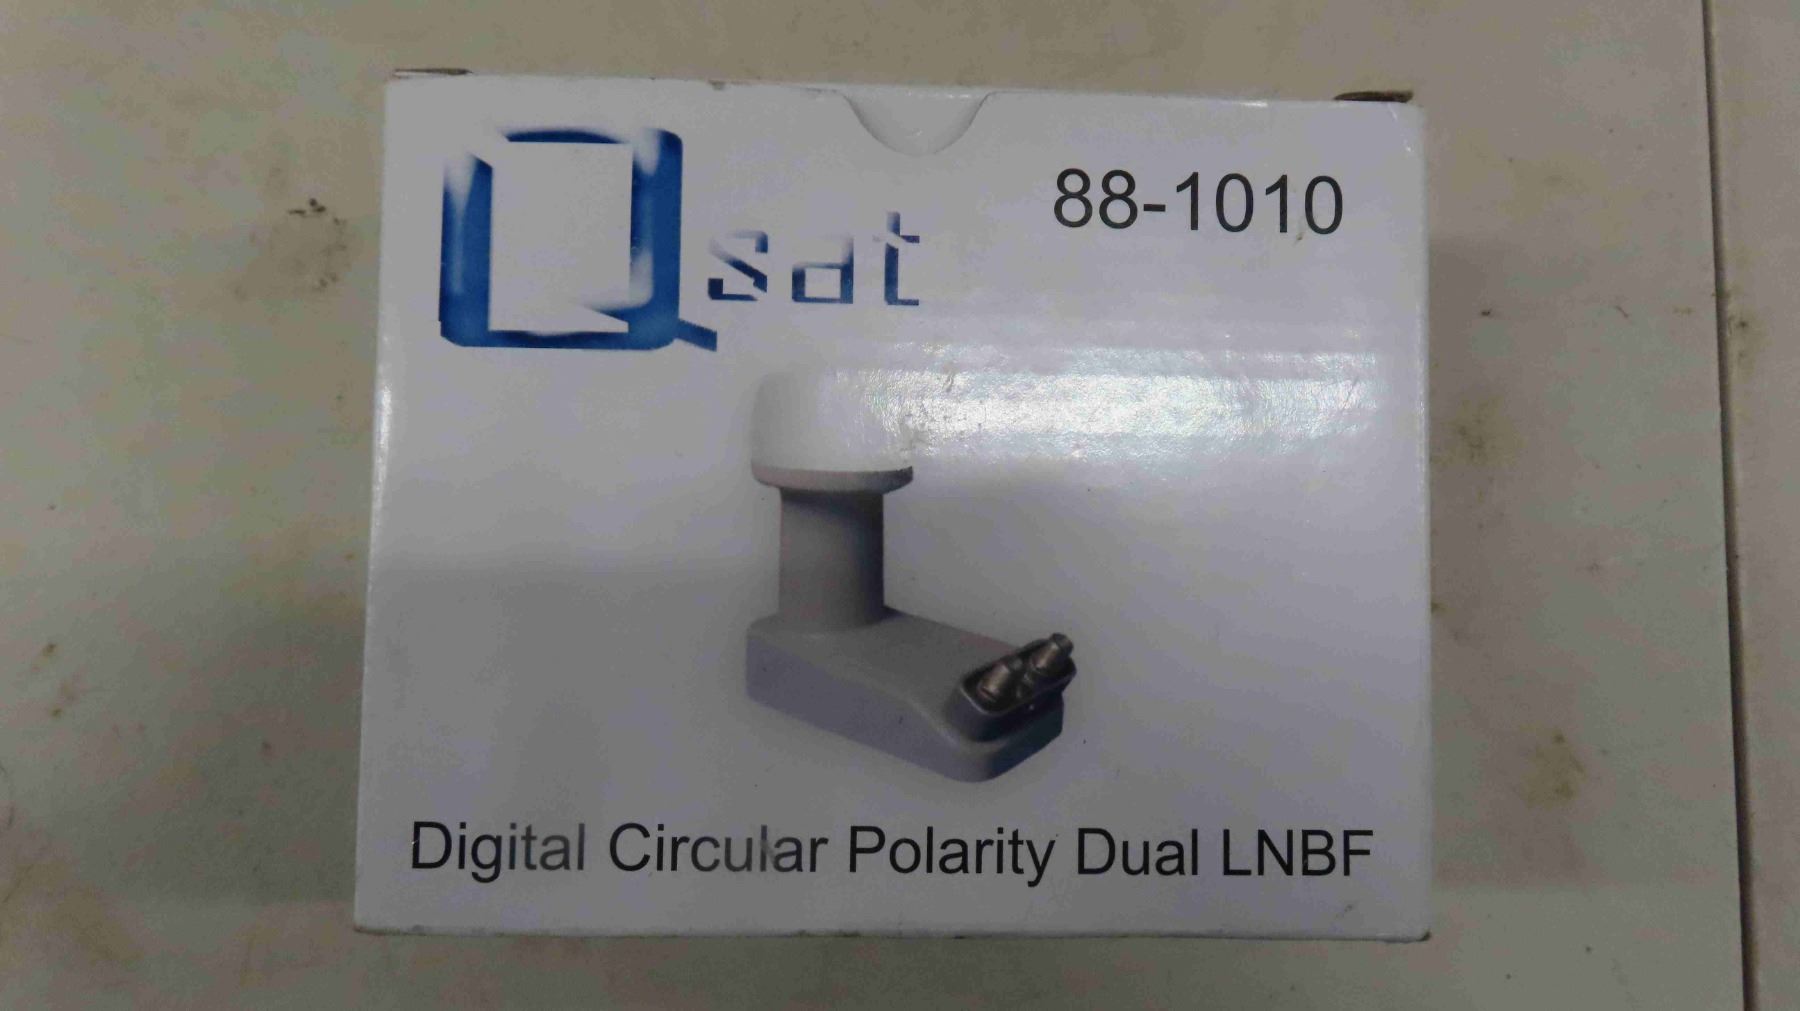 Qsat
88-1010
Digital Circular Polarity Dual LNBF